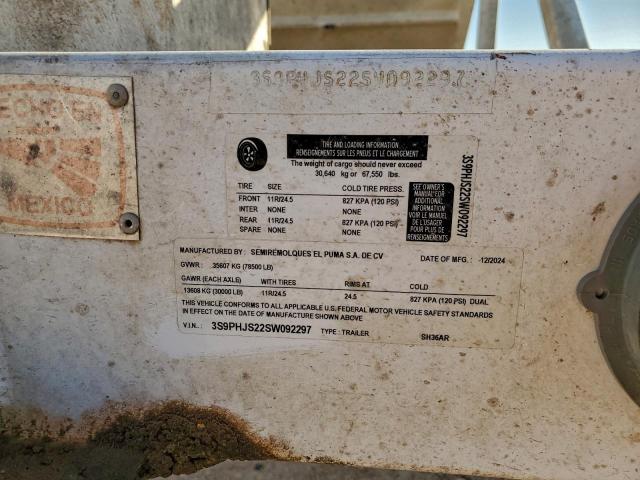 3S9PHJS22SW092297
HECHO EN
MEXICO
TIRE AND LOADING INFORMATION
RENSEIGNEMENTS SUR LES PNEUS ET LE CHARGEMENT
The weight of cargo should never exceed
30,640 kg or 67,550 lbs.
TIRE SIZE COLD TIRE PRESS.
FRONT 11R/24.5 827 KPA (120 PSI)
INTER NONE NONE
REAR 11R/24.5 827 KPA (120 PSI)
SPARE NONE NONE
SEE OWNER'S
MANUAL FOR
ADDITIONAL
INFORMATION
VOIR LE MANUEL
DE L'USAGER
POUR PLUS DE
RENSEIGNEMENTS
3S9PHJS22SW092297
MANUFACTURED BY: SEMIREMOLQUES EL PUMA S.A. DE CV DATE OF MFG. -12/2024
GVWR: 35607 KG (78500 LB)
GAWR (EACH AXLE) WITH TIRES RIMS AT COLD
13608 KG (30000 LB) 11R/24.5 24.5 827 KPA (120 PSI) DUAL
THIS VEHICLE CONFORMS TO ALL APPLICABLE U.S. FEDERAL MOTOR VEHICLE SAFETY STANDARDS
IN EFFECT ON THE DATE OF MANUFACTURE SHOWN ABOVE.
V.I.N.: 3S9PHJS22SW092297 TYPE: TRAILER SH36AR